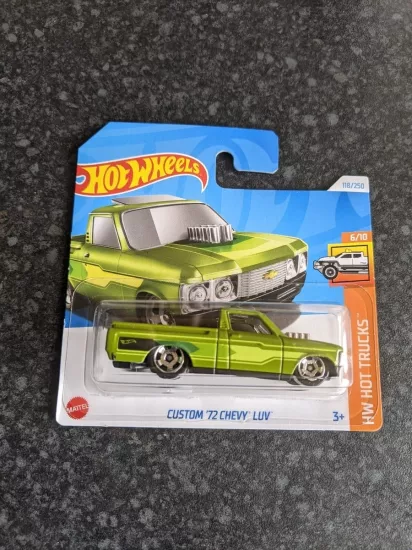 HOT WHEELS
118/250
6/10
HW HOT TRUCKS
MATTEL
CUSTOM '72 CHEVY LUV
3+